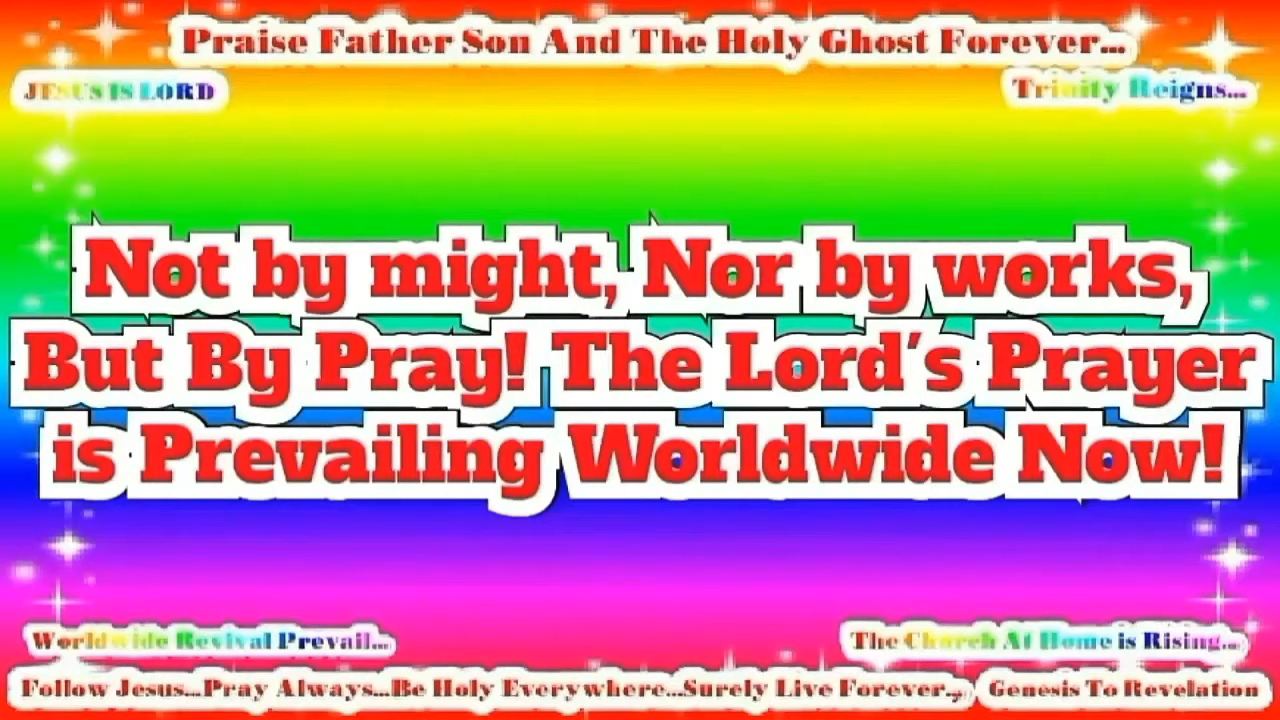 Praise Father Son And The Holy Ghost Forever...
JESUS IS LORD
Trinity Reigns...
Not by might, Nor by works,
But By Pray! The Lord's Prayer
is Prevailing Worldwide Now!
Worldwide Revival Prevail...
The Church At Home is Rising...
Follow Jesus...Pray Always...Be Holy Everywhere...Surely Live Forever..,
Genesis To Revelation